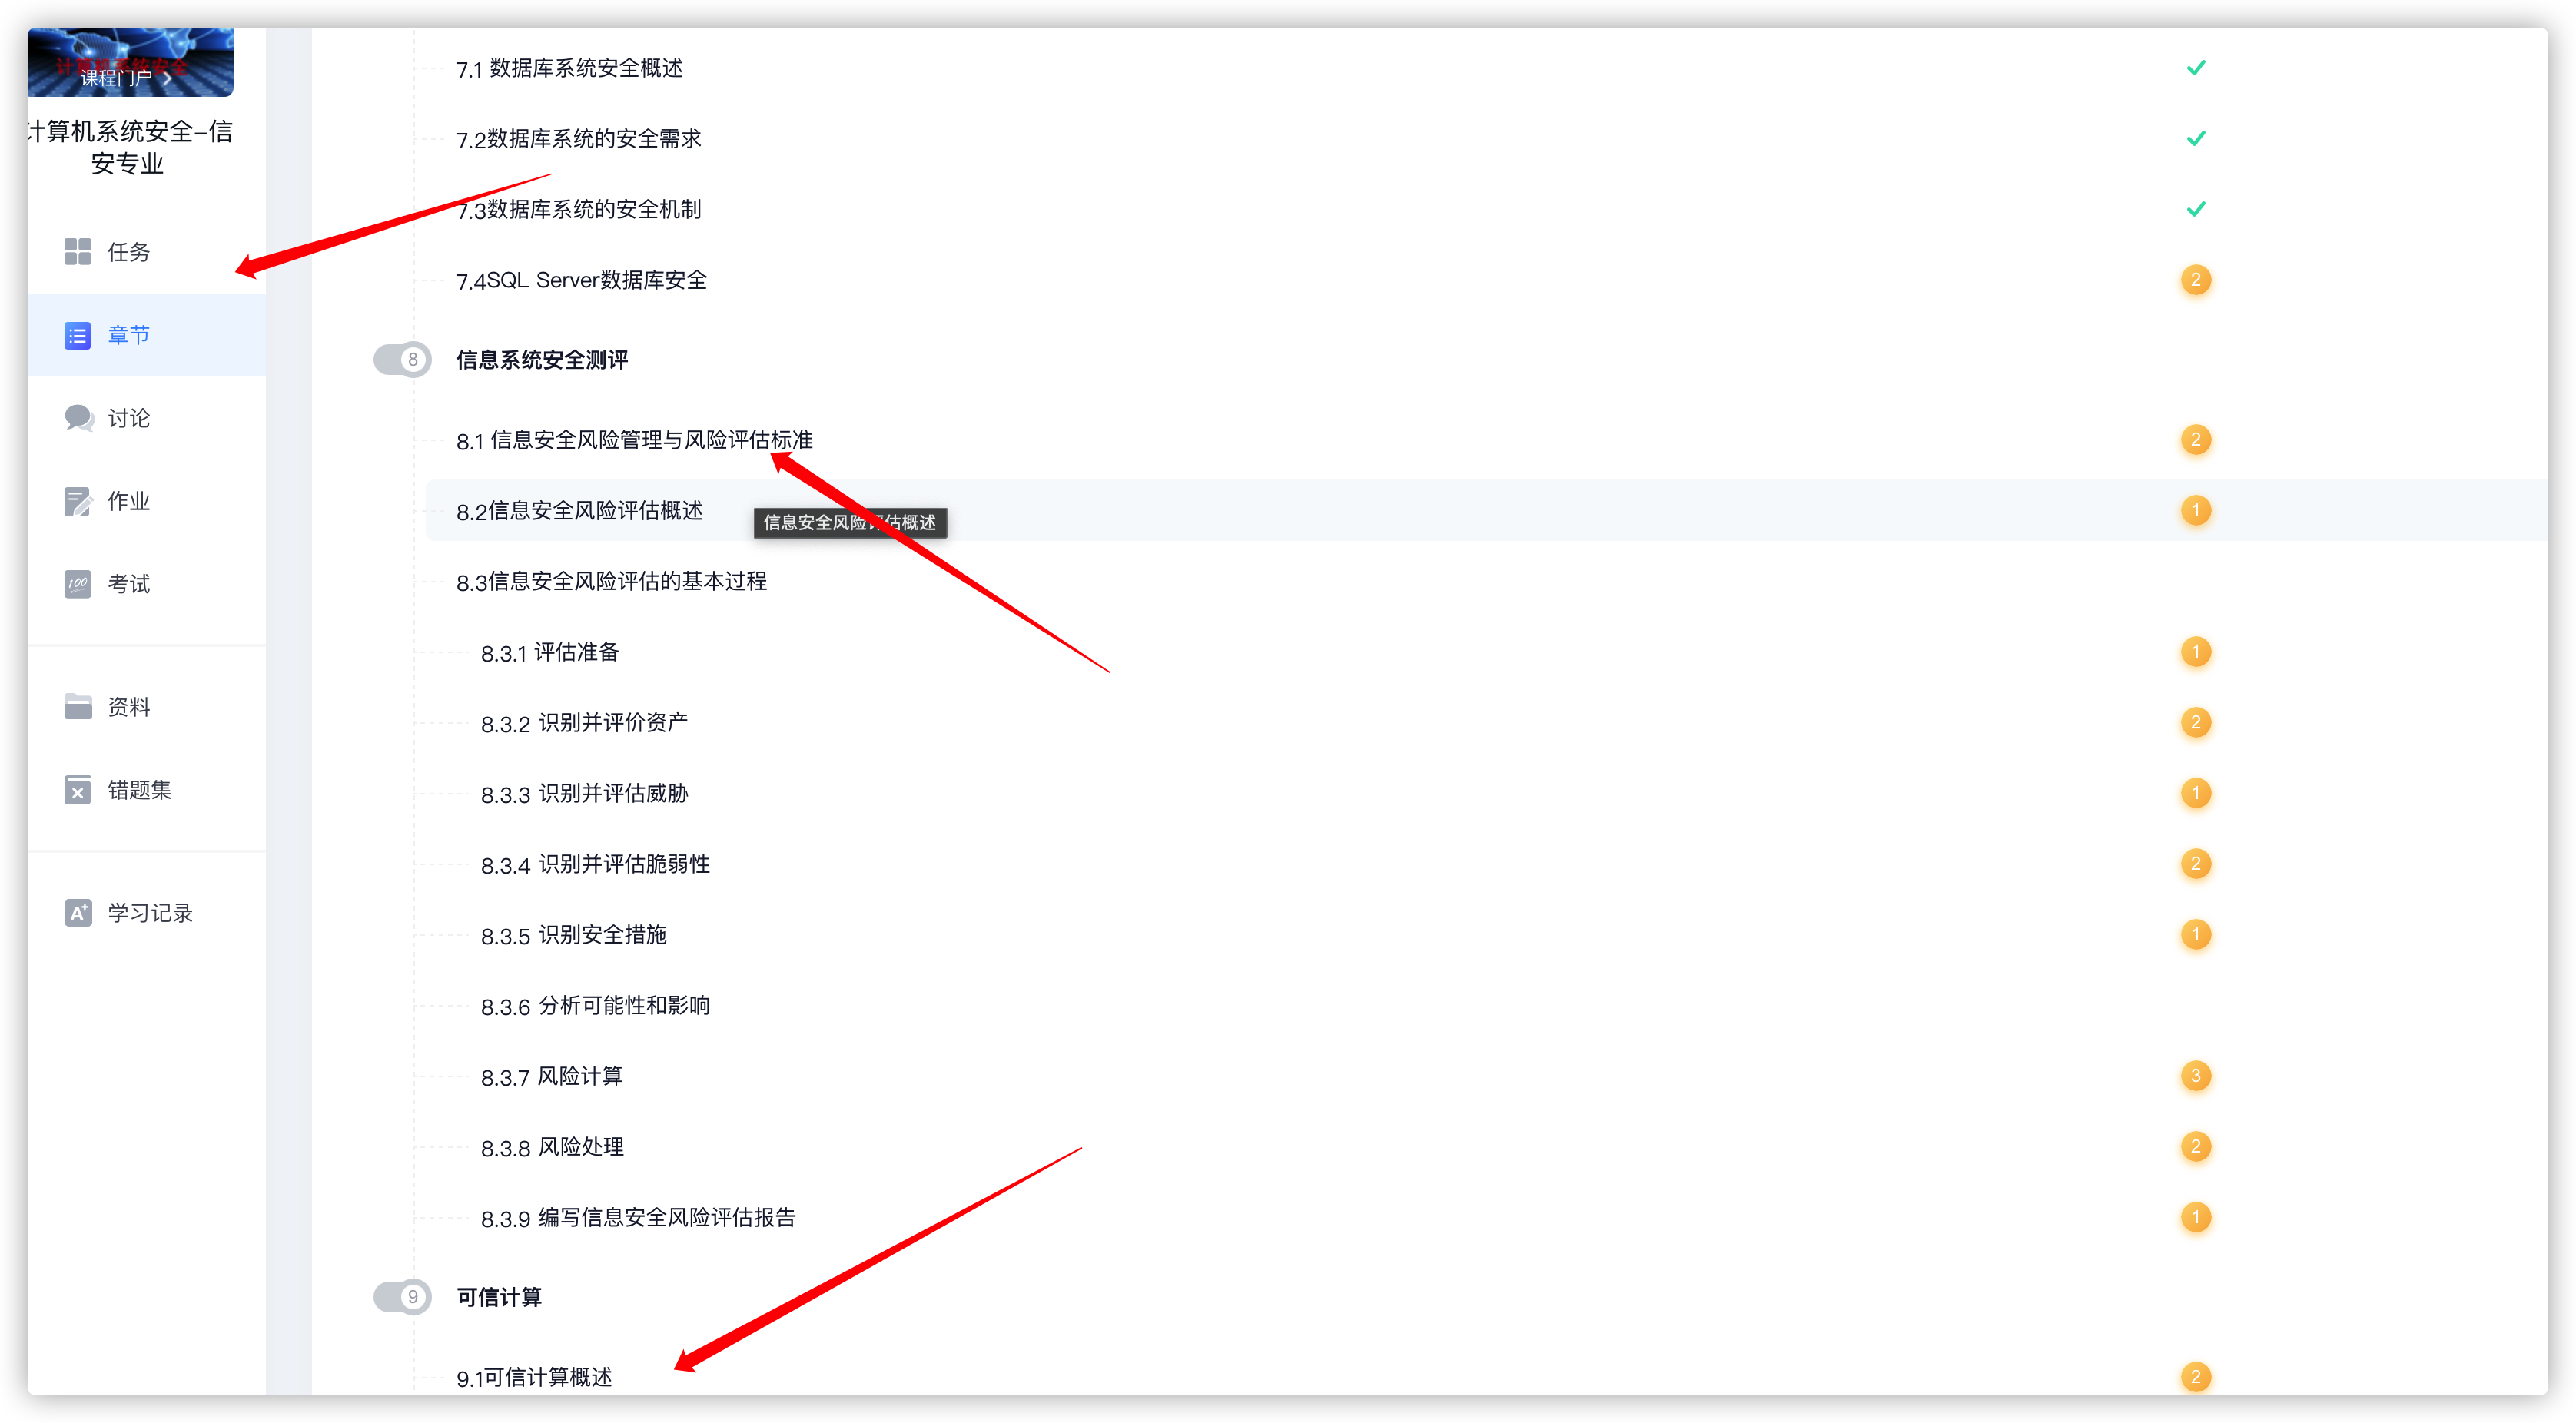 计算机系统安全
课程门户
计算机系统安全-信
安专业
任务
章节
讨论
作业
100
考试
资料
错题集
A+
学习记录
7.1 数据库系统安全概述
7.2数据库系统的安全需求
7.3数据库系统的安全机制
7.4SQL Server数据库安全
2
8
信息系统安全测评
8.1 信息安全风险管理与风险评估标准
2
8.2信息安全风险评估概述
1
信息安全风险评估概述
8.3信息安全风险评估的基本过程
8.3.1 评估准备
1
8.3.2 识别并评价资产
2
8.3.3 识别并评估威胁
1
8.3.4 识别并评估脆弱性
2
8.3.5 识别安全措施
1
8.3.6 分析可能性和影响
8.3.7 风险计算
3
8.3.8 风险处理
2
8.3.9 编写信息安全风险评估报告
1
9
可信计算
9.1可信计算概述
2